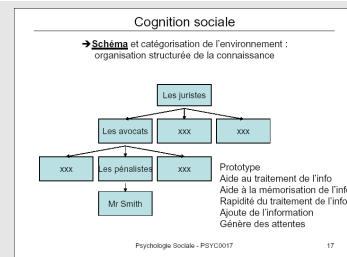 Cognition sociale
➔Schéma et catégorisation de l'environnement :
organisation structurée de la connaissance
Les juristes
Les avocats
xxx
xxx
xxx
Les pénalistes
xxx
Mr Smith
Prototype
Aide au traitement de l'info
Aide à la mémorisation de l'info
Rapidité du traitement de l'info
Ajoute de l'information
Génère des attentes
Psychologie Sociale - PSYC0017
17